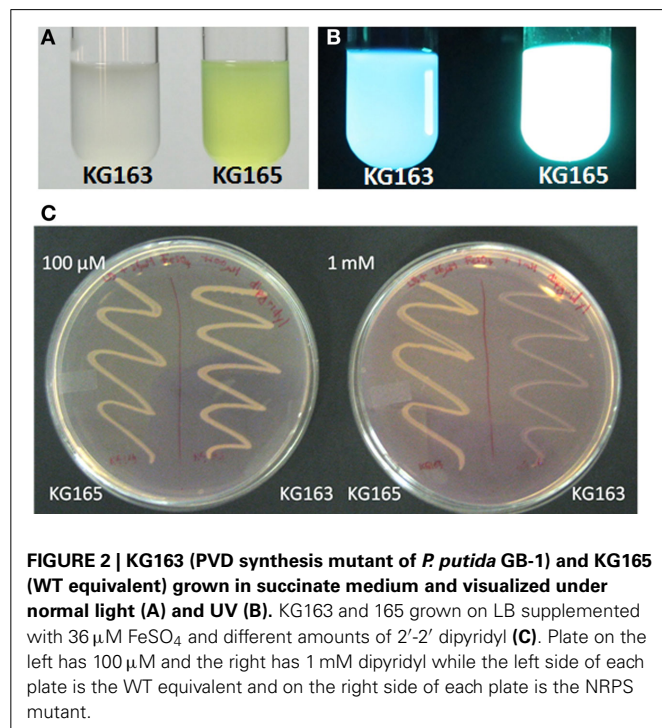 A
B
KG163 KG165
KG163 KG165
C
100 µM
1 mM
KG165
KG163
KG165
KG163
FIGURE 2 | KG163 (PVD synthesis mutant of P. putida GB-1) and KG165
(WT equivalent) grown in succinate medium and visualized under
normal light (A) and UV (B). KG163 and 165 grown on LB supplemented
with 36 µM FeSO₄ and different amounts of 2′-2′ dipyridyl (C). Plate on the
left has 100 µM and the right has 1 mM dipyridyl while the left side of each
plate is the WT equivalent and on the right side of each plate is the NRPS
mutant.